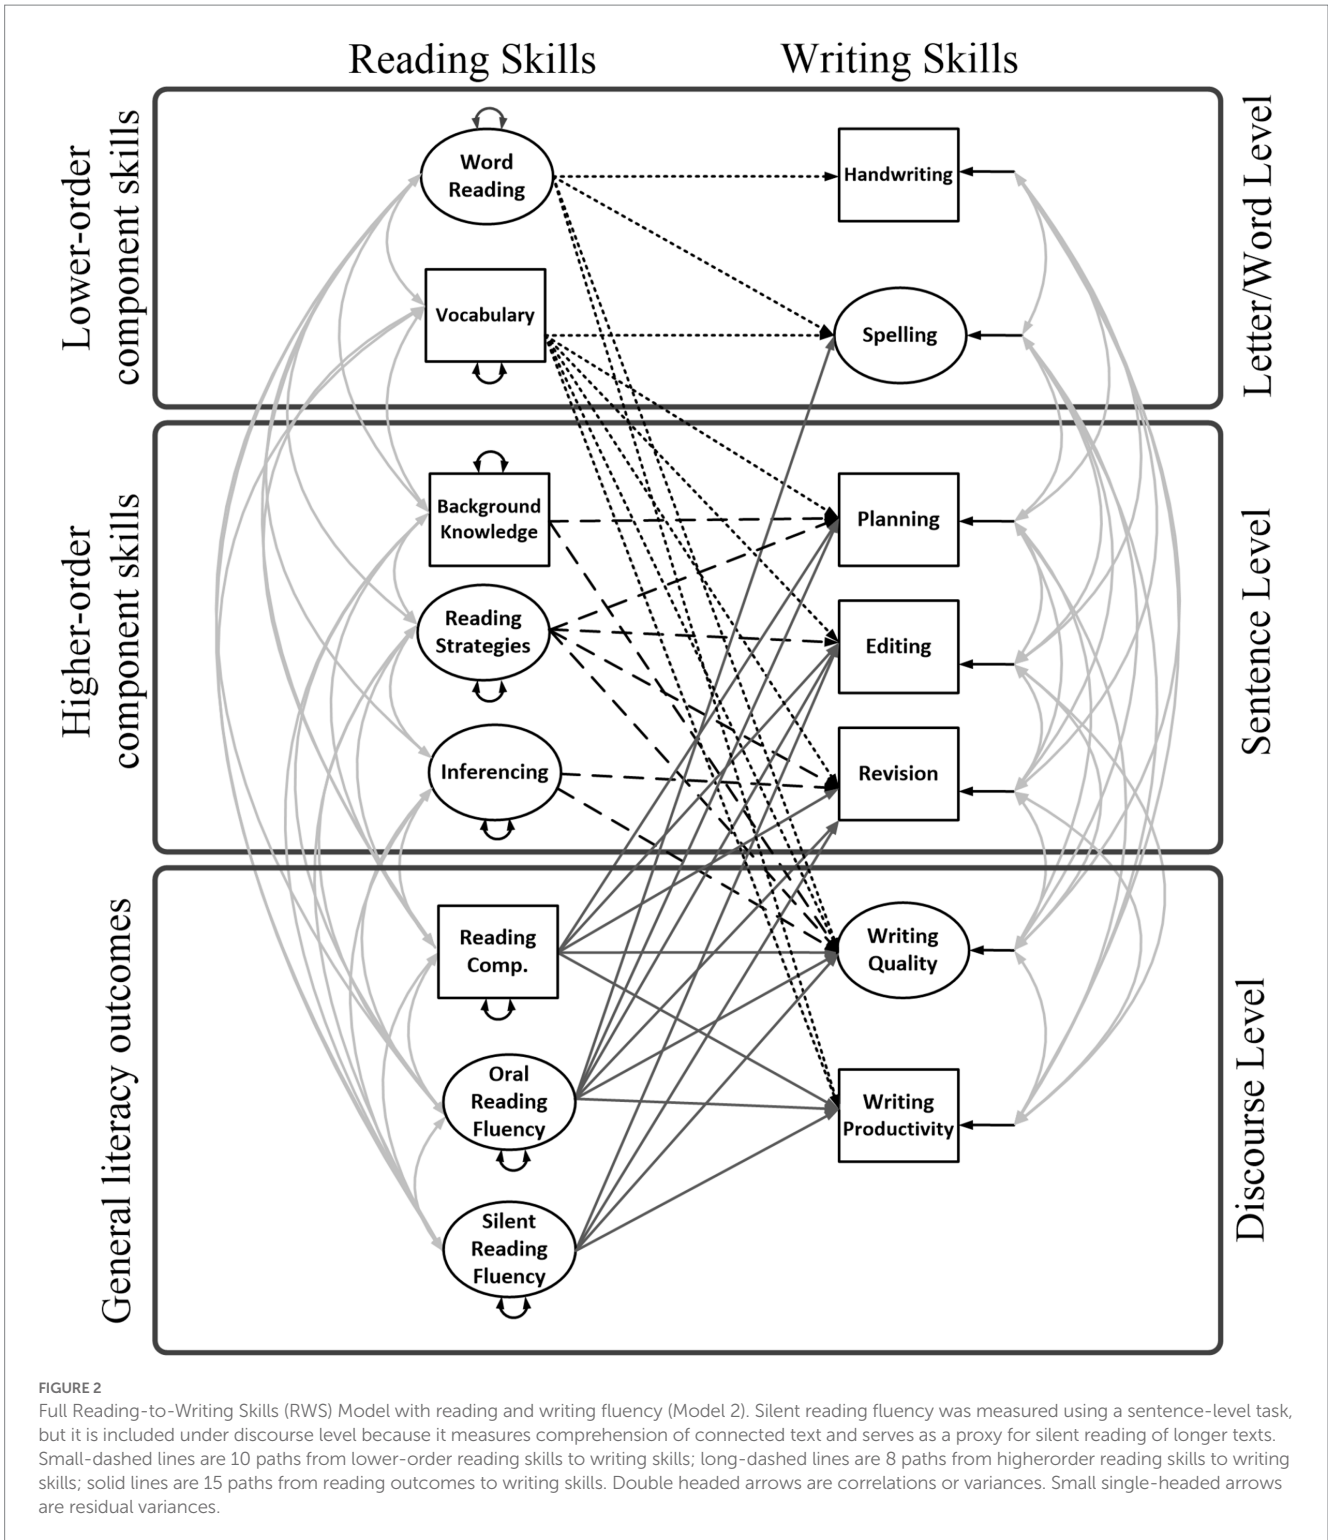 Reading Skills
Writing Skills
Lower-order
component skills
Letter/Word Level
Word
Reading
Handwriting
Vocabulary
Spelling
Higher-order
component skills
Sentence Level
Background
Knowledge
Planning
Reading
Strategies
Editing
Inferencing
Revision
General literacy outcomes
Discourse Level
Reading
Comp.
Writing
Quality
Oral
Reading
Fluency
Writing
Productivity
Silent
Reading
Fluency
FIGURE 2
Full Reading-to-Writing Skills (RWS) Model with reading and writing fluency (Model 2). Silent reading fluency was measured using a sentence-level task,
but it is included under discourse level because it measures comprehension of connected text and serves as a proxy for silent reading of longer texts.
Small-dashed lines are 10 paths from lower-order reading skills to writing skills; long-dashed lines are 8 paths from higherorder reading skills to writing
skills; solid lines are 15 paths from reading outcomes to writing skills. Double headed arrows are correlations or variances. Small single-headed arrows
are residual variances.